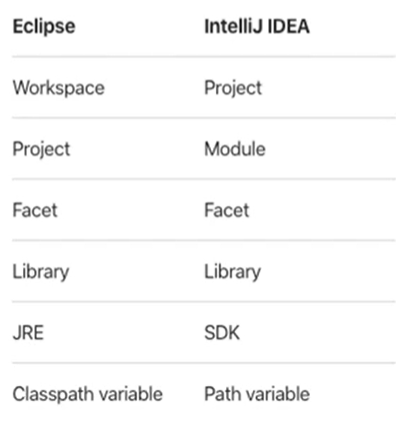 Eclipse IntelliJ IDEA
Workspace Project
Project Module
Facet Facet
Library Library
JRE SDK
Classpath variable Path variable